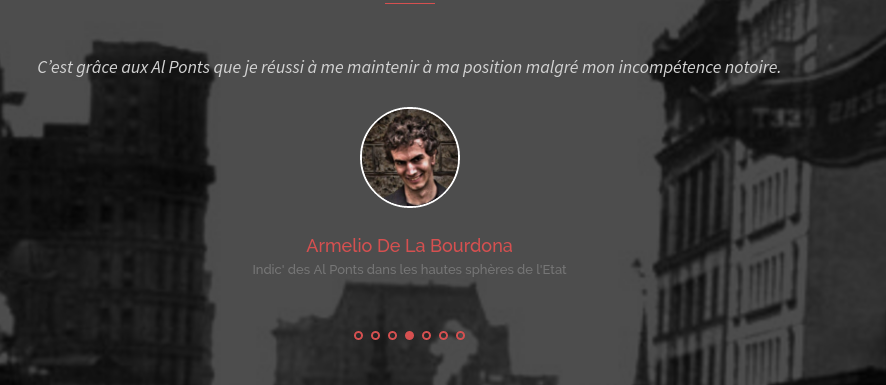 C’est grâce aux Al Ponts que je réussi à me maintenir à ma position malgré mon incompétence notoire.
Armelio De La Bourdona
Indic' des Al Ponts dans les hautes sphères de l'Etat